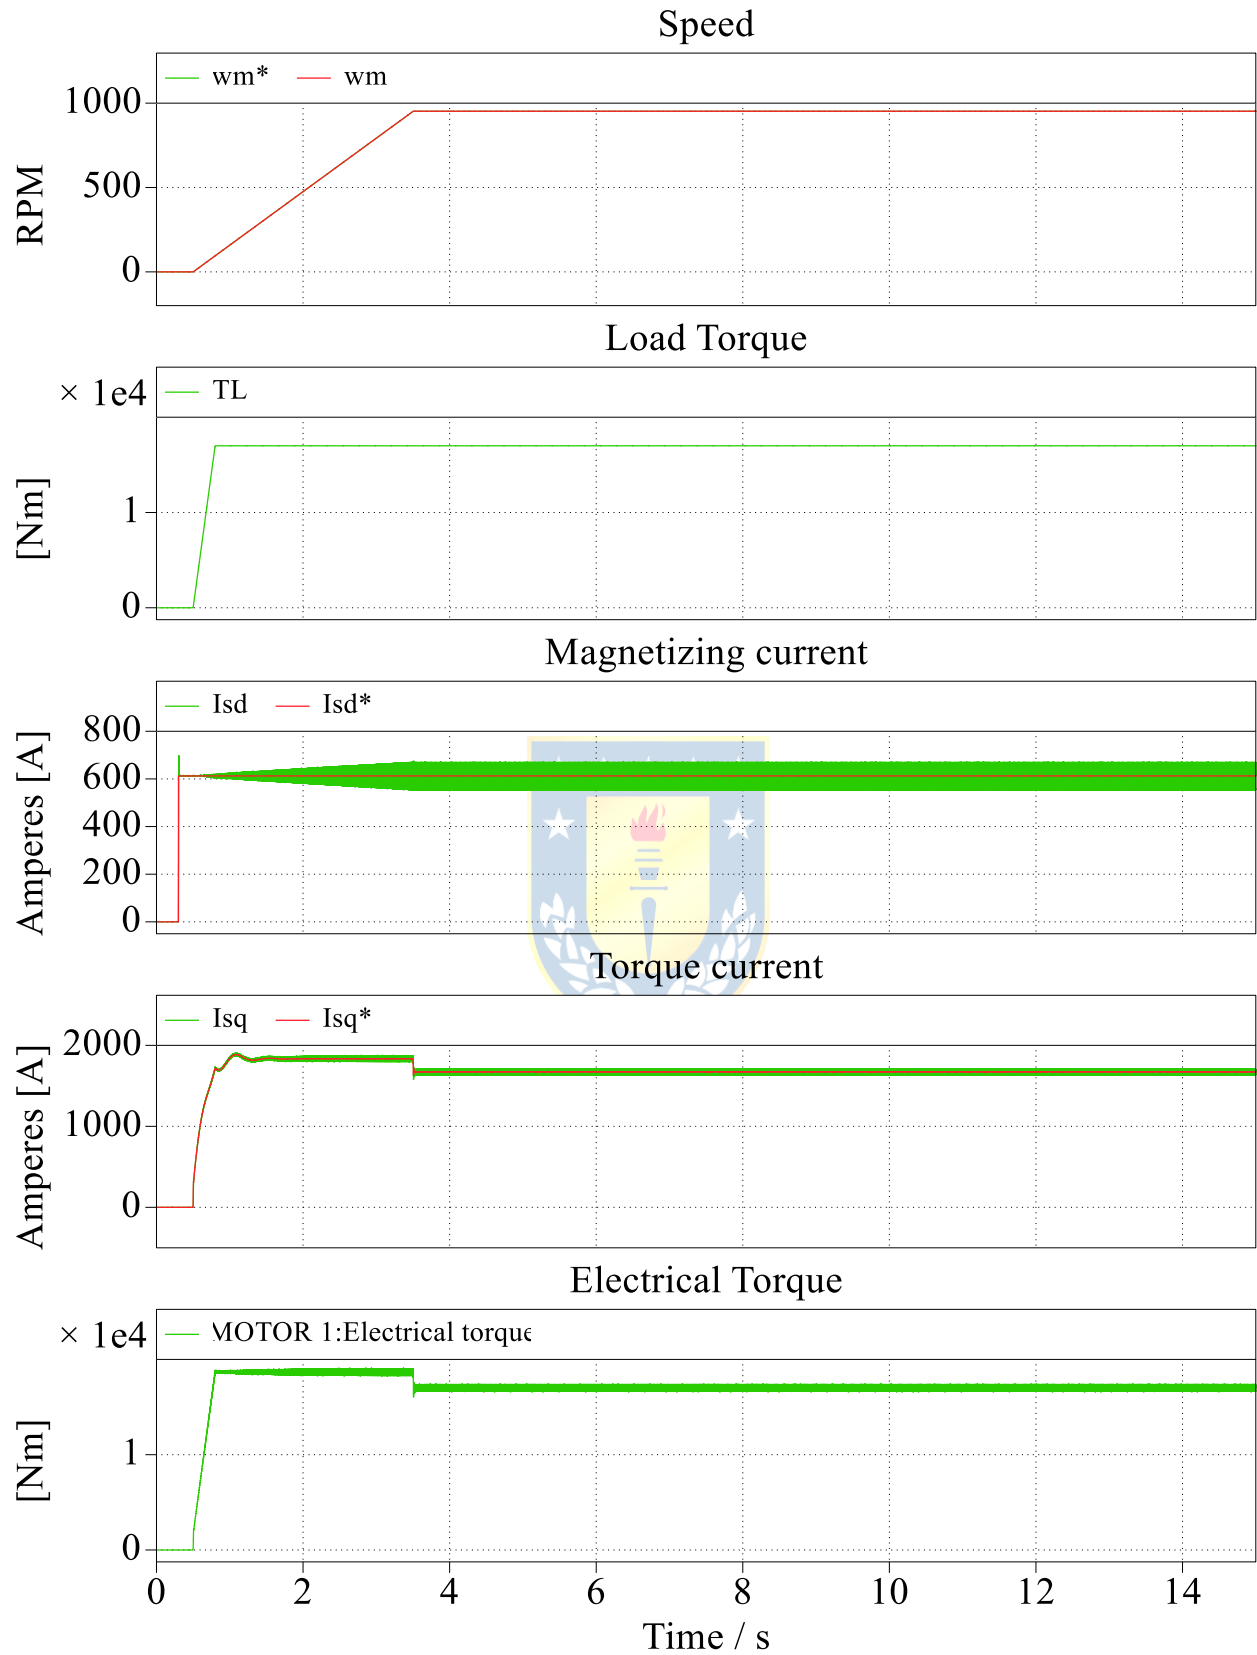 Speed
wm* wm
1000
500
0
RPM
Load Torque
× 1e4
TL
1
0
[Nm]
Magnetizing current
Isd Isd*
800
600
400
200
0
Amperes [A]
Torque current
Isq Isq*
2000
1000
0
Amperes [A]
Electrical Torque
× 1e4
MOTOR 1:Electrical torque
1
0
[Nm]
0 2 4 6 8 10 12 14
Time / s